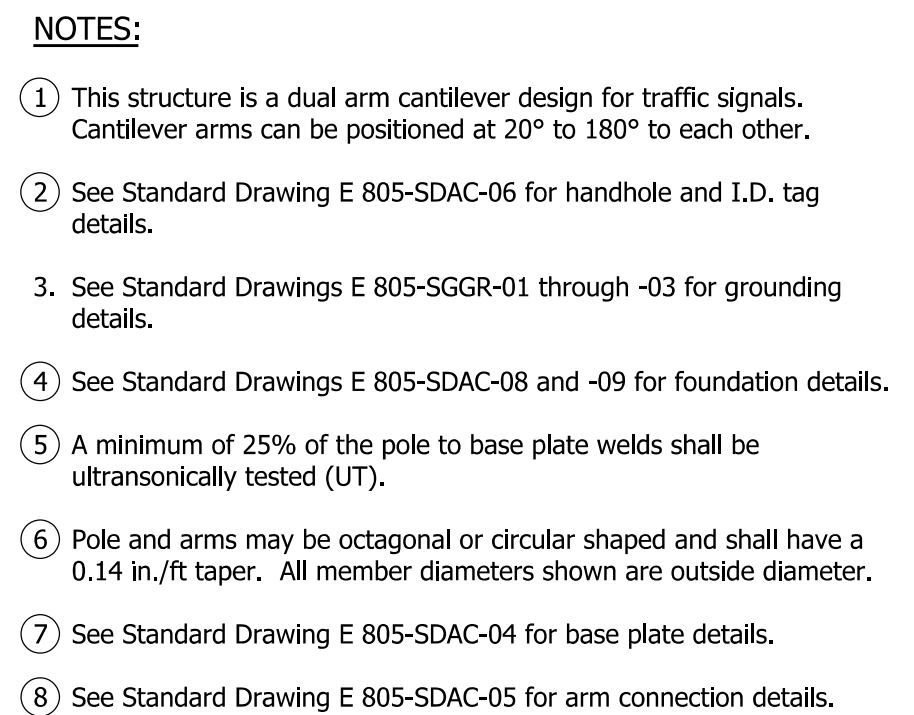 NOTES:
1 This structure is a dual arm cantilever design for traffic signals.
Cantilever arms can be positioned at 20° to 180° to each other.
2 See Standard Drawing E 805-SDAC-06 for handhole and I.D. tag
details.
3. See Standard Drawings E 805-SGGR-01 through -03 for grounding
details.
4 See Standard Drawings E 805-SDAC-08 and -09 for foundation details.
5 A minimum of 25% of the pole to base plate welds shall be
ultransonically tested (UT).
6 Pole and arms may be octagonal or circular shaped and shall have a
0.14 in./ft taper.  All member diameters shown are outside diameter.
7 See Standard Drawing E 805-SDAC-04 for base plate details.
8 See Standard Drawing E 805-SDAC-05 for arm connection details.